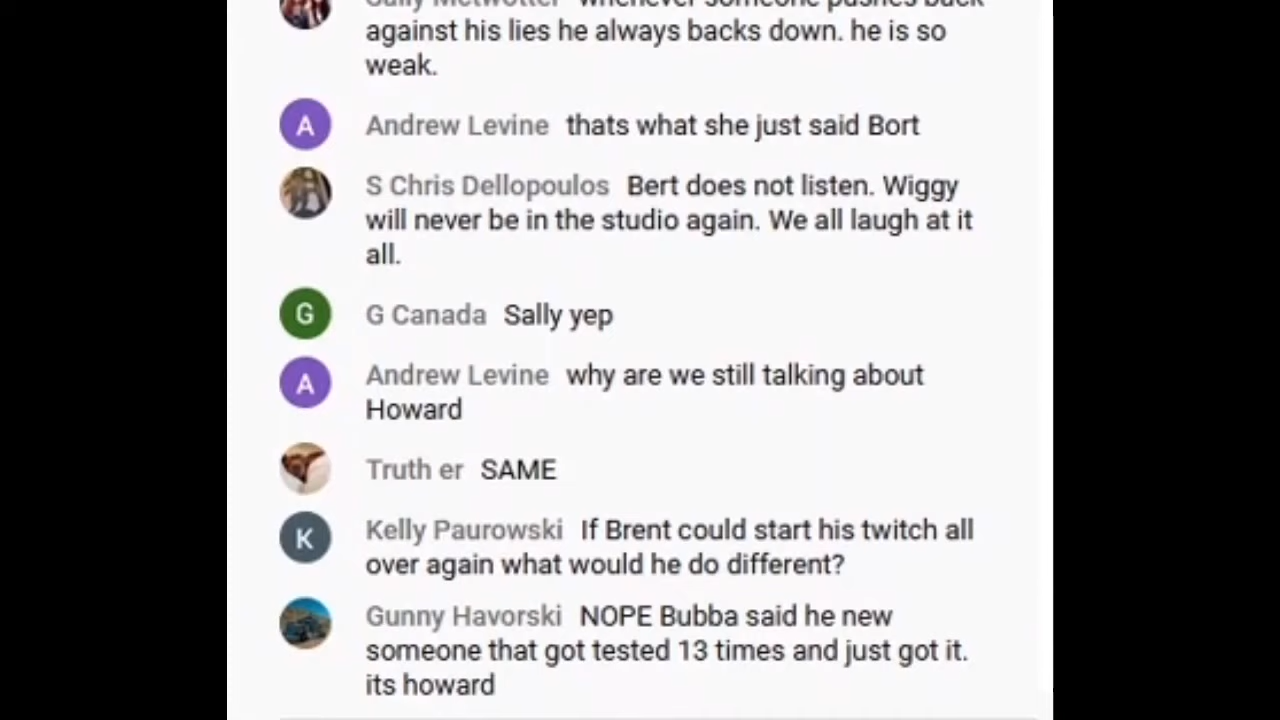 Sally Metwotter whenever someone pushes back
against his lies he always backs down. he is so
weak.
A Andrew Levine thats what she just said Bort
S Chris Dellopoulos Bert does not listen. Wiggy
will never be in the studio again. We all laugh at it
all.
G G Canada Sally yep
A Andrew Levine why are we still talking about
Howard
Truth er SAME
K Kelly Paurowski If Brent could start his twitch all
over again what would he do different?
Gunny Havorski NOPE Bubba said he new
someone that got tested 13 times and just got it.
its howard